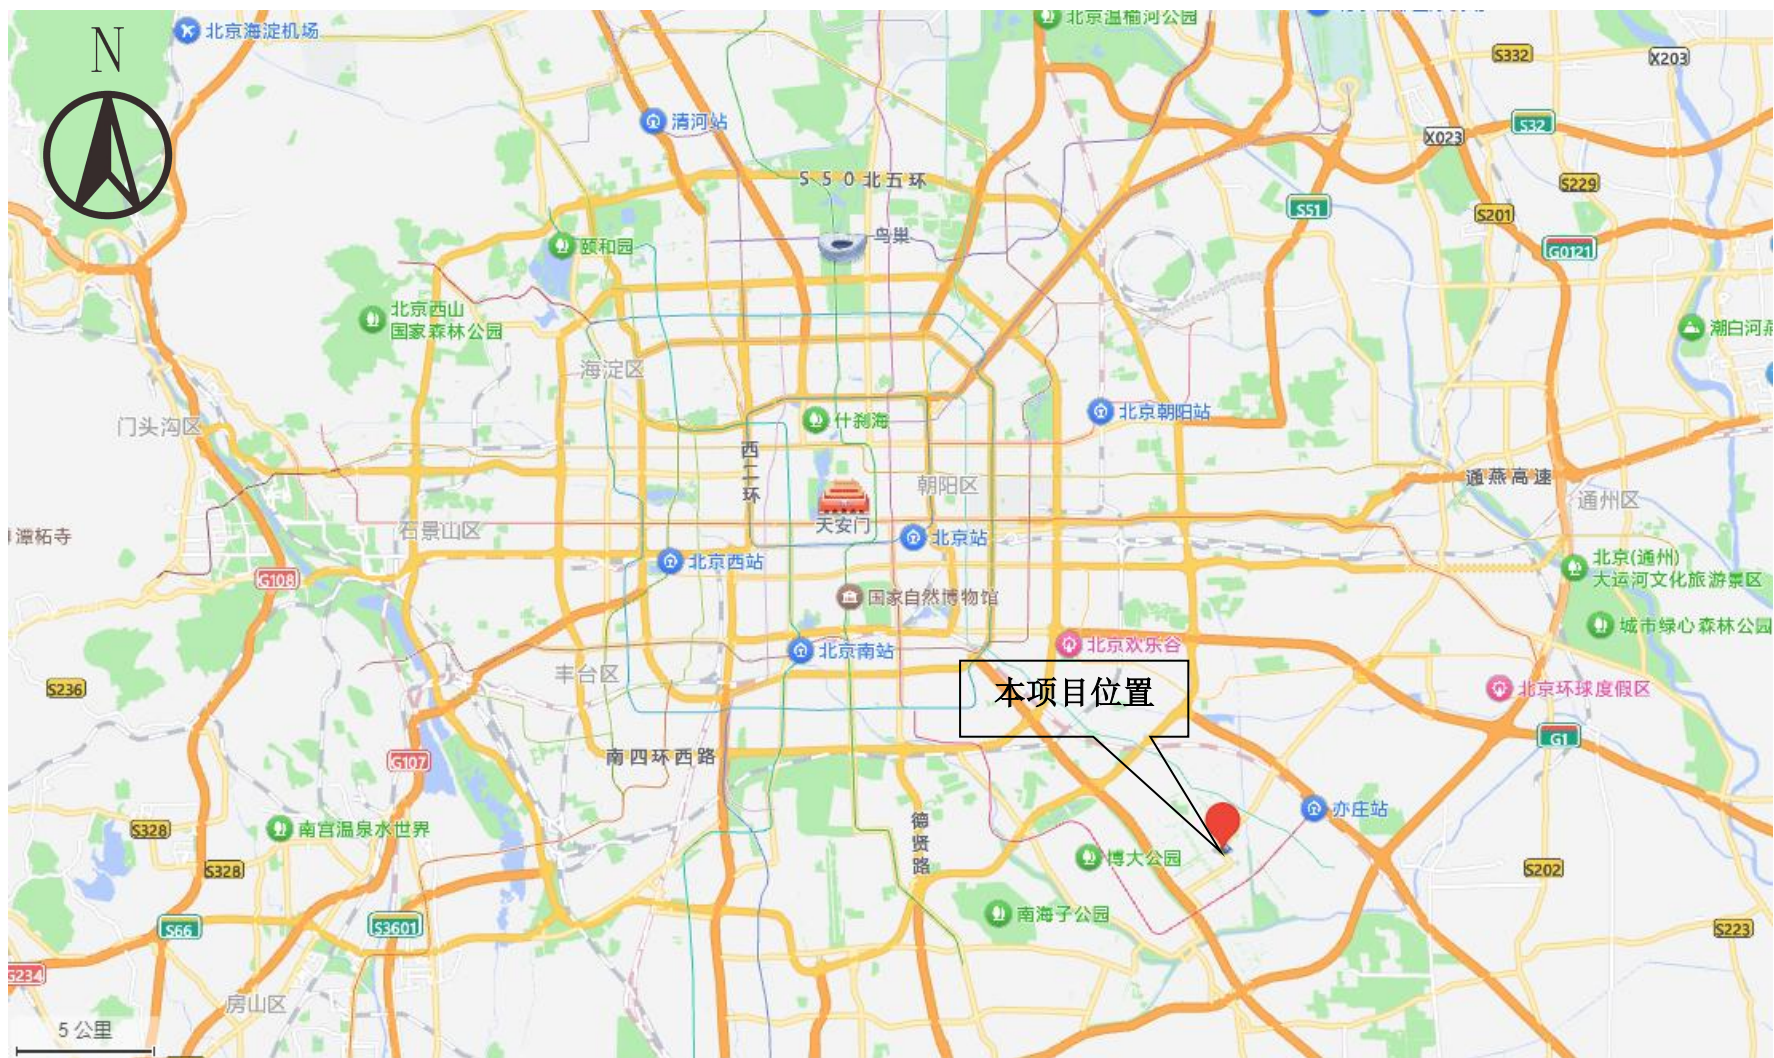 N
北京海淀机场
北京温榆河公园
S332
X203
清河站
S32
X023
S50北五环
S229
S51
S201
鸟巢
颐和园
G0121
北京西山
国家森林公园
潮白河
海淀区
门头沟区
什刹海
北京朝阳站
西二环
朝阳区
通燕高速
通州区
天安门
石景山区
潭柘寺
北京站
北京西站
北京(通州)
大运河文化旅游景区
G108
国家自然博物馆
城市绿心森林公园
北京欢乐谷
北京南站
丰台区
S236
本项目位置
北京环球度假区
G1
南四环西路
G107
亦庄站
南宫温泉水世界
S328
德贤路
博大公园
S328
S202
南海子公园
S66
S3601
S223
G234
房山区
5 公里